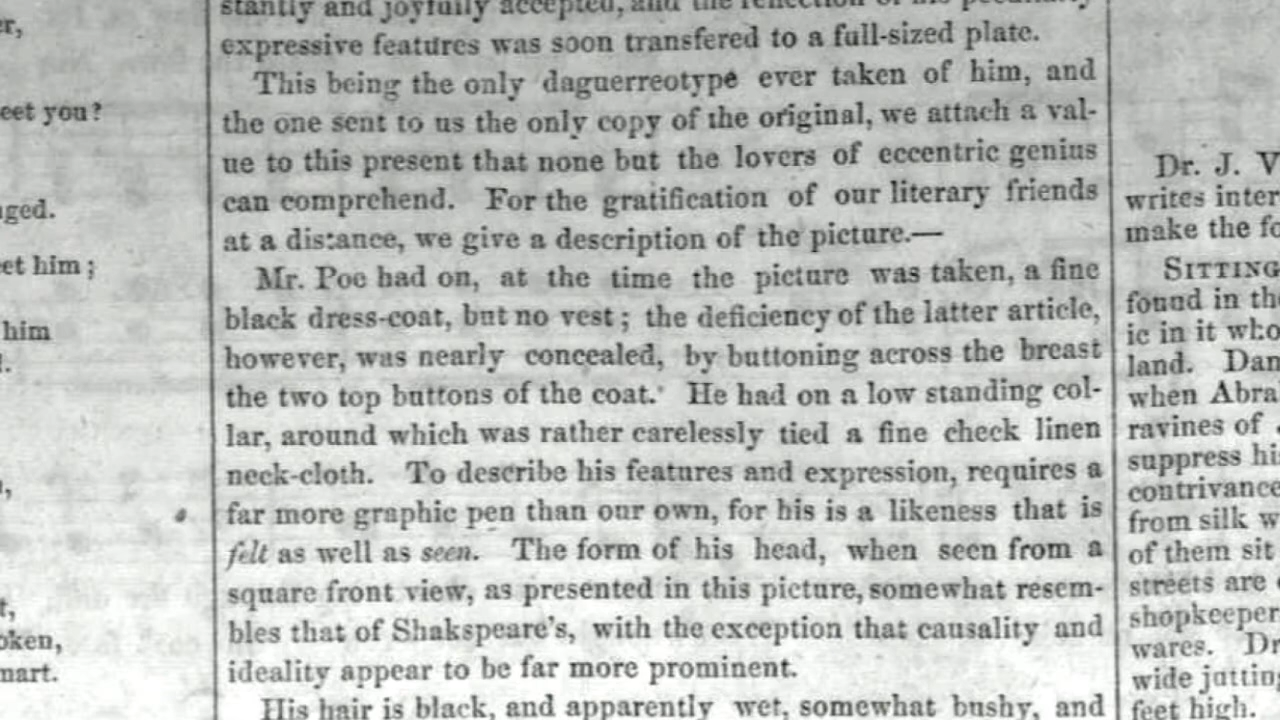 er,
eet you?
nged.
et him ;
him
oken,
mart.
stantly and joyfully accepted, and the reflection of his peculiarly
expressive features was soon transfered to a full-sized plate.
This being the only daguerreotype ever taken of him, and
the one sent to us the only copy of the original, we attach a val-
ue to this present that none but the lovers of eccentric genius
can comprehend. For the gratification of our literary friends
at a distance, we give a description of the picture.—
Mr. Poe had on, at the time the picture was taken, a fine
black dress-coat, but no vest ; the deficiency of the latter article,
however, was nearly concealed, by buttoning across the breast
the two top buttons of the coat. He had on a low standing col-
lar, around which was rather carelessly tied a fine check linen
neck-cloth. To describe his features and expression, requires a
far more graphic pen than our own, for his is a likeness that is
felt as well as seen. The form of his head, when seen from a
square front view, as presented in this picture, somewhat resem-
bles that of Shakspeare's, with the exception that causality and
ideality appear to be far more prominent.
His hair is black, and apparently wet, somewhat bushy, and
Dr. J. V
writes inter
make the fo
SITTING
found in th
ic in it who
land. Dan
when Abra
ravines of
suppress his
contrivance
from silk w
of them sit
streets are
shopkeeper
wares. Dr
wide jutting
feet high.